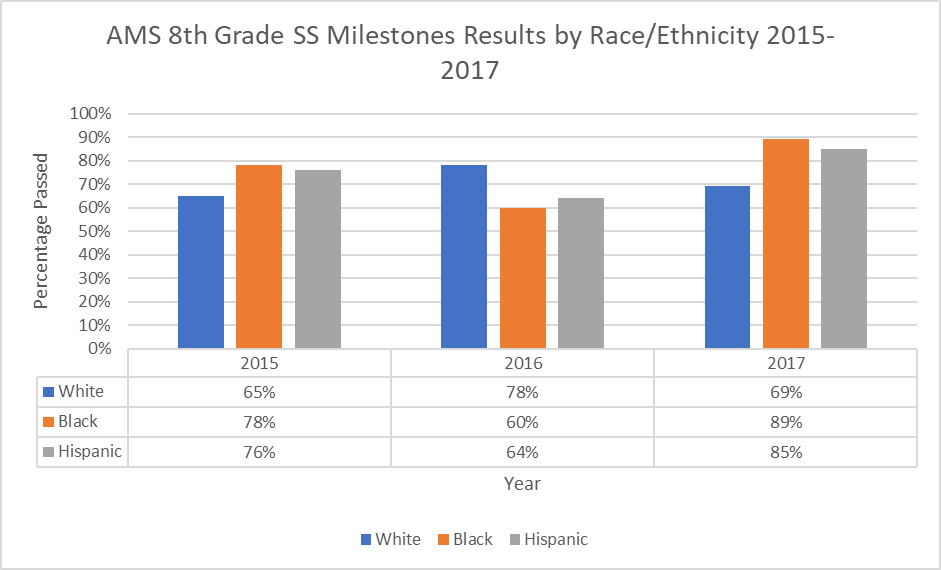 AMS 8th Grade SS Milestones Results by Race/Ethnicity 2015-
2017
Percentage Passed
100%
90%
80%
70%
60%
50%
40%
30%
20%
10%
0%
2015 2016 2017
White 65% 78% 69%
Black 78% 60% 89%
Hispanic 76% 64% 85%
Year
White Black Hispanic